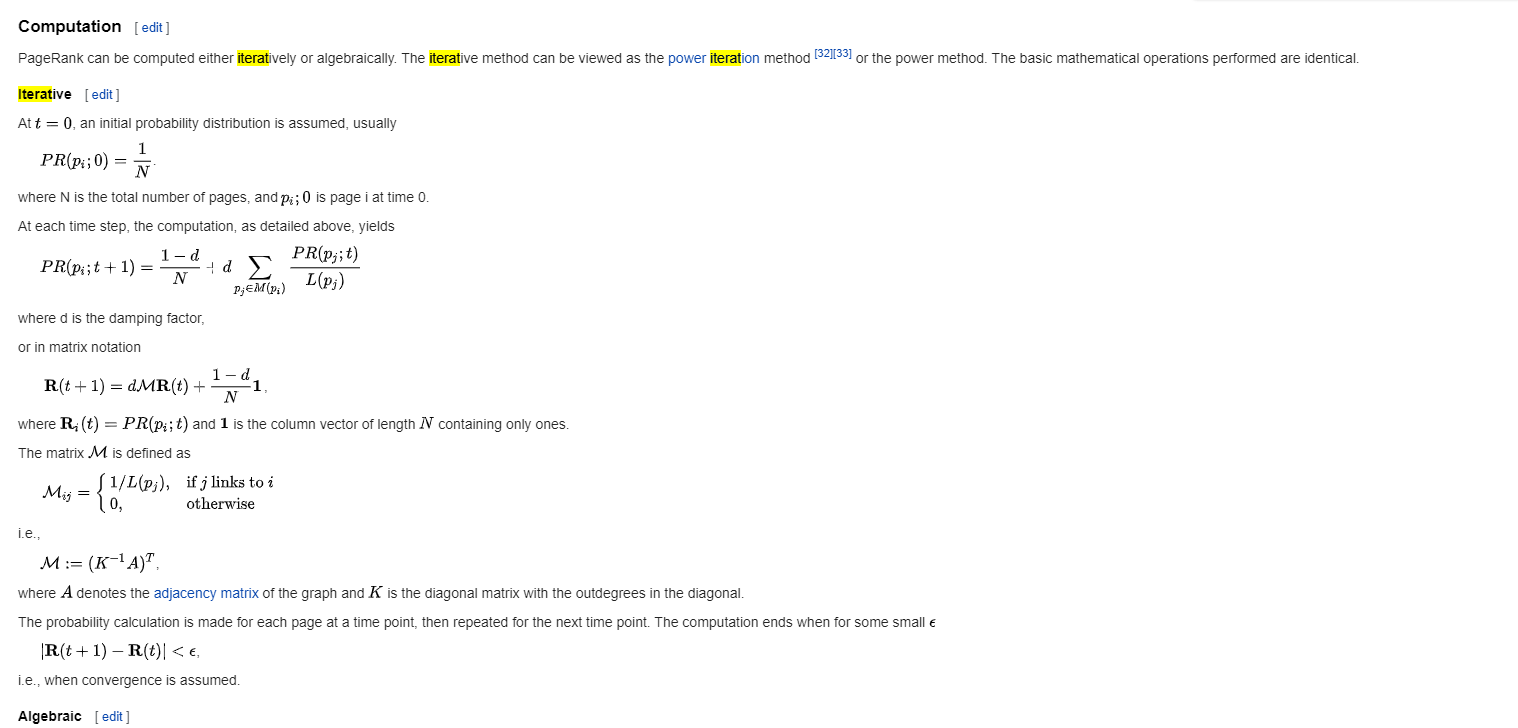 Computation [ edit ]
PageRank can be computed either iteratively or algebraically. The iterative method can be viewed as the power iteration method [32][33] or the power method. The basic mathematical operations performed are identical.
Iterative [ edit ]
At t = 0, an initial probability distribution is assumed, usually
PR(p_i; 0) = 1/N.
where N is the total number of pages, and p_i; 0 is page i at time 0.
At each time step, the computation, as detailed above, yields
PR(p_i; t + 1) = (1 − d)/N + d ∑_{p_j∈M(p_i)} PR(p_j; t)/L(p_j)
where d is the damping factor,
or in matrix notation
R(t + 1) = dℳR(t) + (1 − d)/N 1,
where R_i(t) = PR(p_i; t) and 1 is the column vector of length N containing only ones.
The matrix ℳ is defined as
ℳ_ij = { 1/L(p_j), if j links to i
0, otherwise
i.e.,
ℳ := (K⁻¹A)ᵀ,
where A denotes the adjacency matrix of the graph and K is the diagonal matrix with the outdegrees in the diagonal.
The probability calculation is made for each page at a time point, then repeated for the next time point. The computation ends when for some small ϵ
|R(t + 1) − R(t)| < ϵ,
i.e., when convergence is assumed.
Algebraic [ edit ]